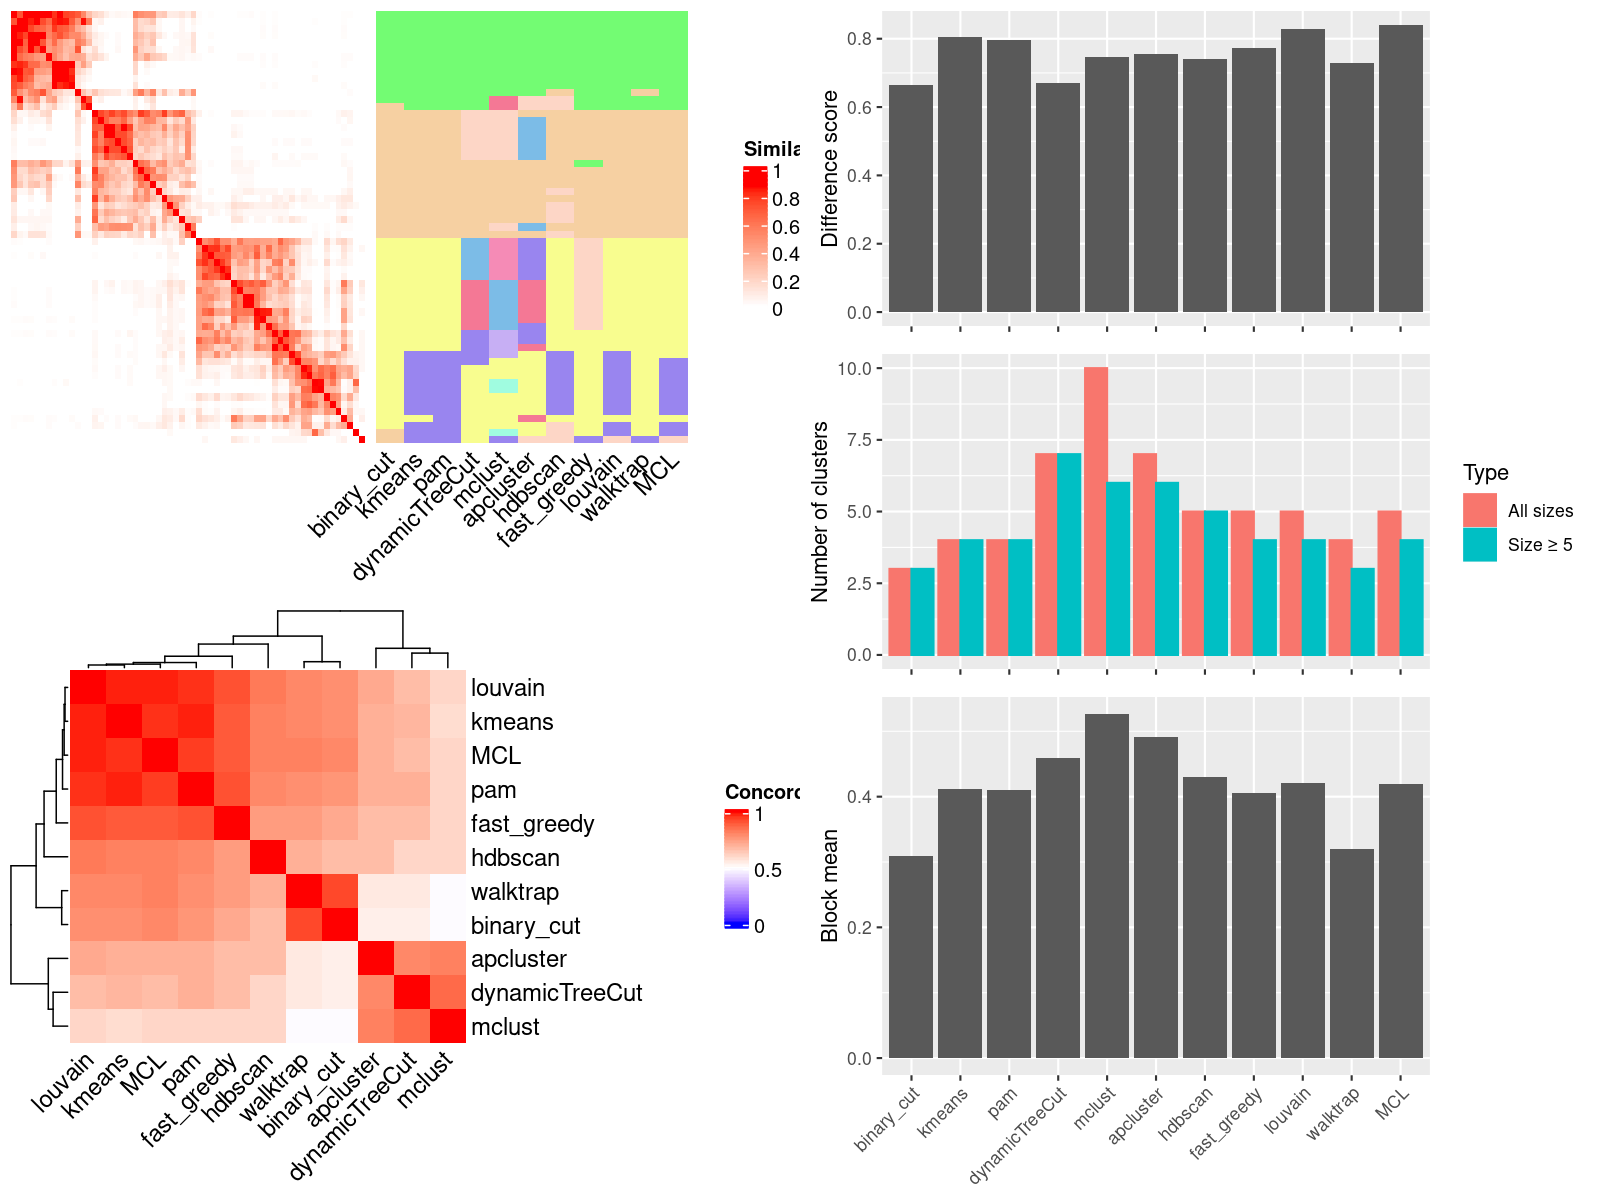 Simila
1
0.8
0.6
0.4
0.2
0
binary_cut
kmeans
pam
dynamicTreeCut
mclust
apcluster
hdbscan
fast_greedy
louvain
walktrap
MCL
louvain
kmeans
MCL
pam
fast_greedy
hdbscan
walktrap
binary_cut
apcluster
dynamicTreeCut
mclust
louvain
kmeans
MCL
pam
fast_greedy
hdbscan
walktrap
binary_cut
apcluster
dynamicTreeCut
mclust
Concord
1
0.5
0
Difference score
0.8
0.6
0.4
0.2
0.0
Number of clusters
10.0
7.5
5.0
2.5
0.0
Type
All sizes
Size ≥ 5
Block mean
0.4
0.2
0.0
binary_cut
kmeans
pam
dynamicTreeCut
mclust
apcluster
hdbscan
fast_greedy
louvain
walktrap
MCL